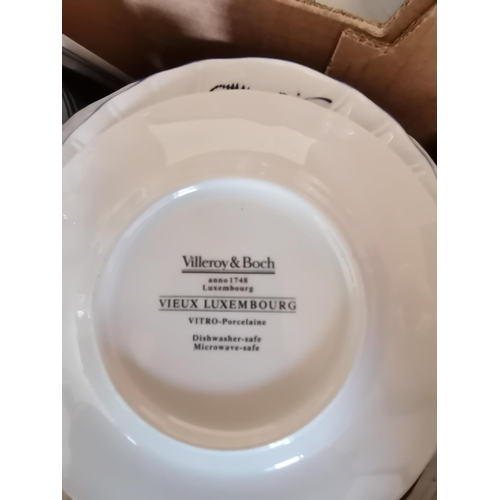 Villeroy & Boch
anno 1748
Luxembourg
VIEUX LUXEMBOURG
VITRO-Porcelaine
Dishwasher-safe
Microwave-safe